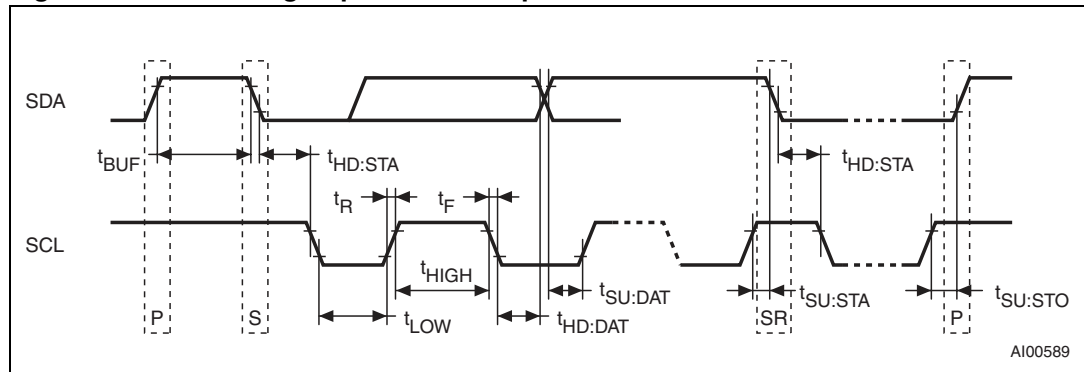 SDA
tBUF
tHD:STA
tHD:STA
tR
tF
SCL
tHIGH
tSU:DAT
tSU:STA
tSU:STO
P
S
tLOW
tHD:DAT
SR
P
AI00589